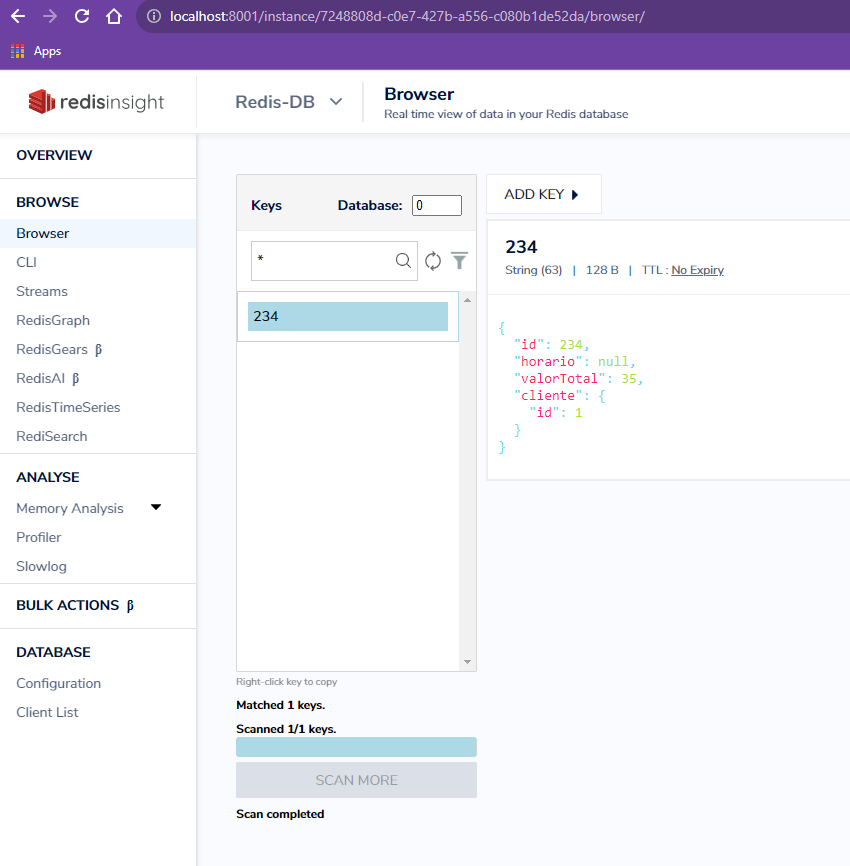 localhost:8001/instance/7248808d-c0e7-427b-a556-c080b1de52da/browser/
Apps
redisinsight
Redis-DB
Browser
Real time view of data in your Redis database
OVERVIEW
BROWSE
Browser
CLI
Streams
RedisGraph
RedisGears β
RedisAI β
RedisTimeSeries
RediSearch
ANALYSE
Memory Analysis
Profiler
Slowlog
BULK ACTIONS β
DATABASE
Configuration
Client List
Keys Database: 0
*
234
Right-click key to copy
Matched 1 keys.
Scanned 1/1 keys.
SCAN MORE
Scan completed
ADD KEY
234
String (63) | 128 B | TTL : No Expiry
{
"id": 234,
"horario": null,
"valorTotal": 35,
"cliente": {
"id": 1
}
}